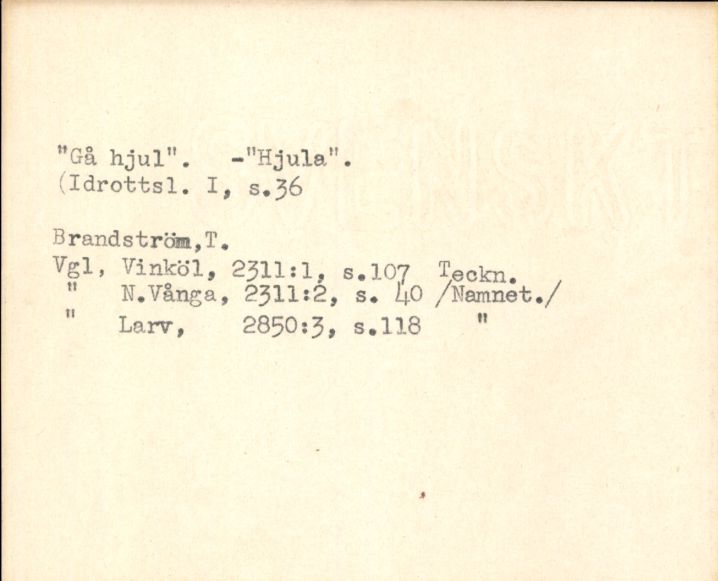 "Gå hjul". -"Hjula".
(Idrottsl. I, s.36
Brandström,T.
Vgl, Vinköl, 2311:1, s.107 Teckn.
" N.Vånga, 2311:2, s. 40 /Namnet./
" Larv, 2850:3, s.118 "